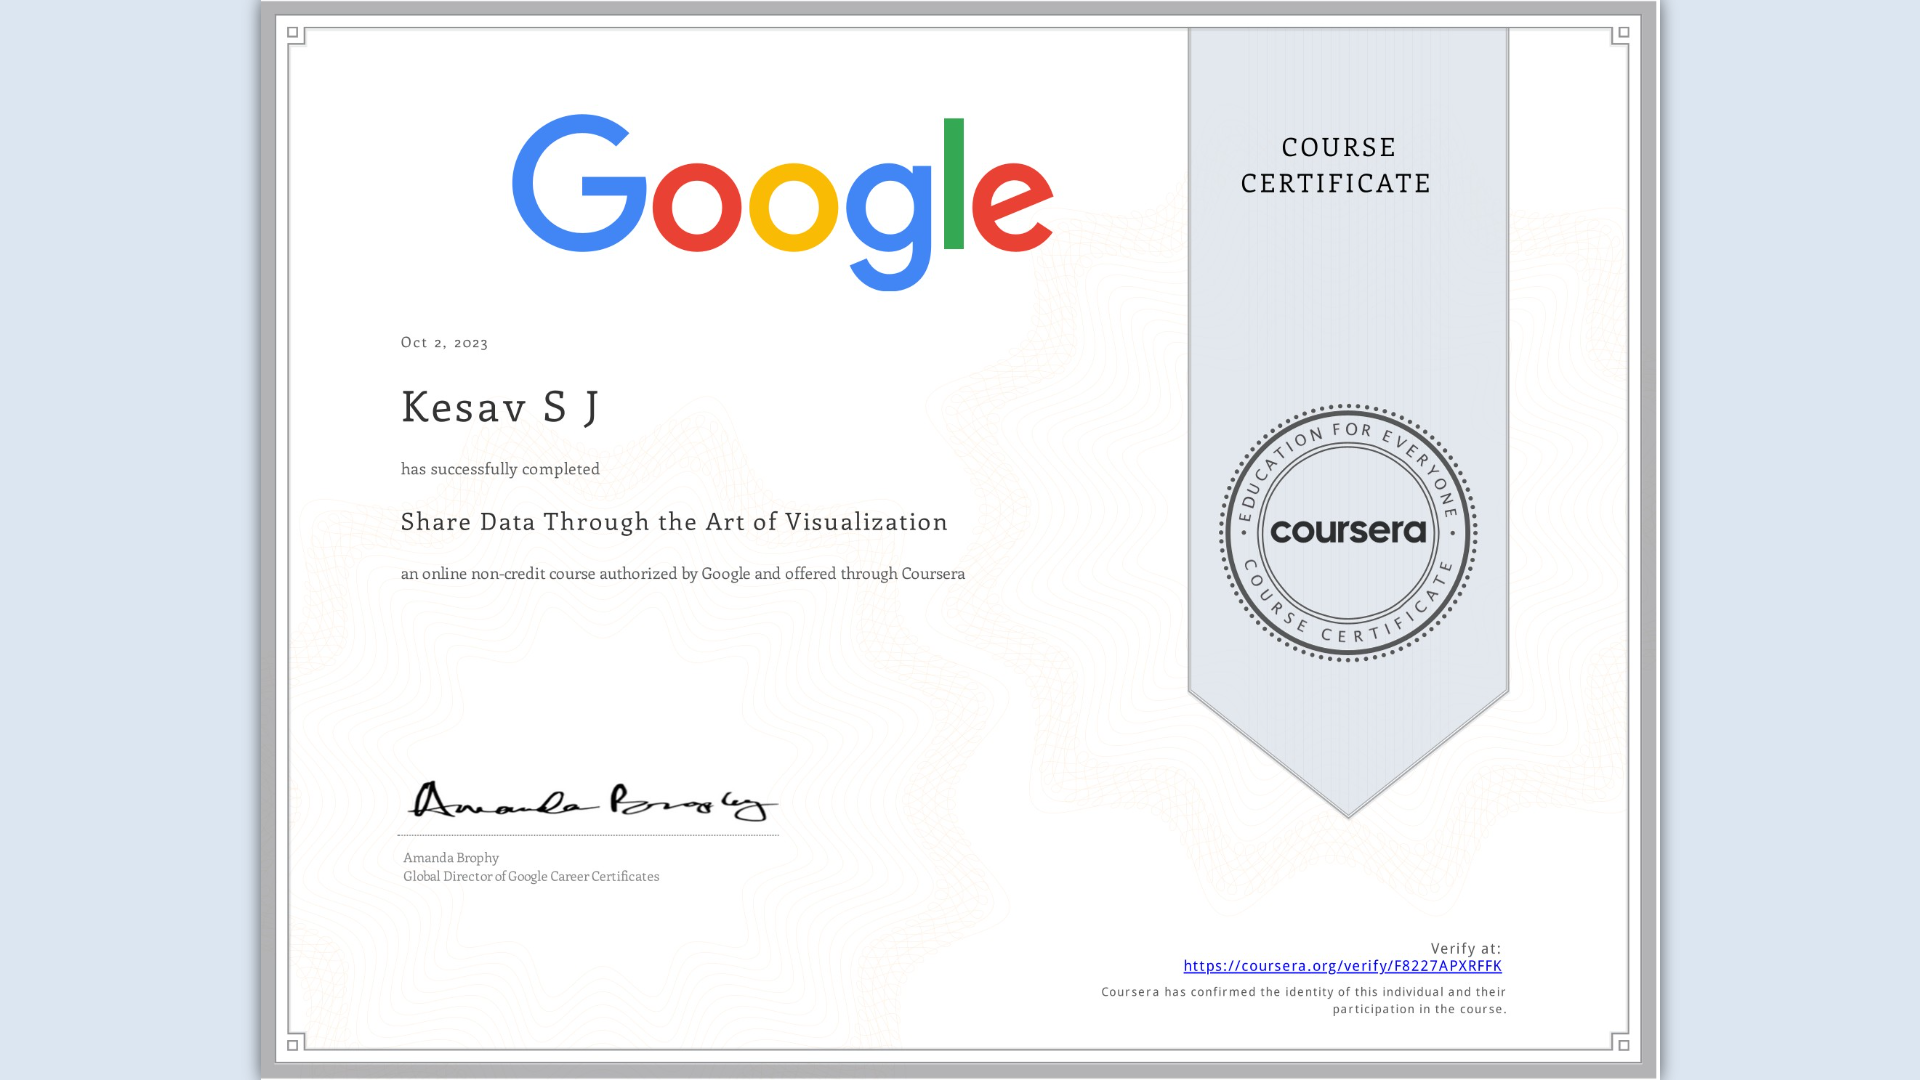 Google
COURSE
CERTIFICATE
Oct 2, 2023
Kesav S J
has successfully completed
Share Data Through the Art of Visualization
an online non-credit course authorized by Google and offered through Coursera
EDUCATION FOR EVERYONE
coursera
COURSE CERTIFICATE
Amanda Brophy
Amanda Brophy
Global Director of Google Career Certificates
Verify at:
https://coursera.org/verify/F8227APXRFFK
Coursera has confirmed the identity of this individual and their
participation in the course.